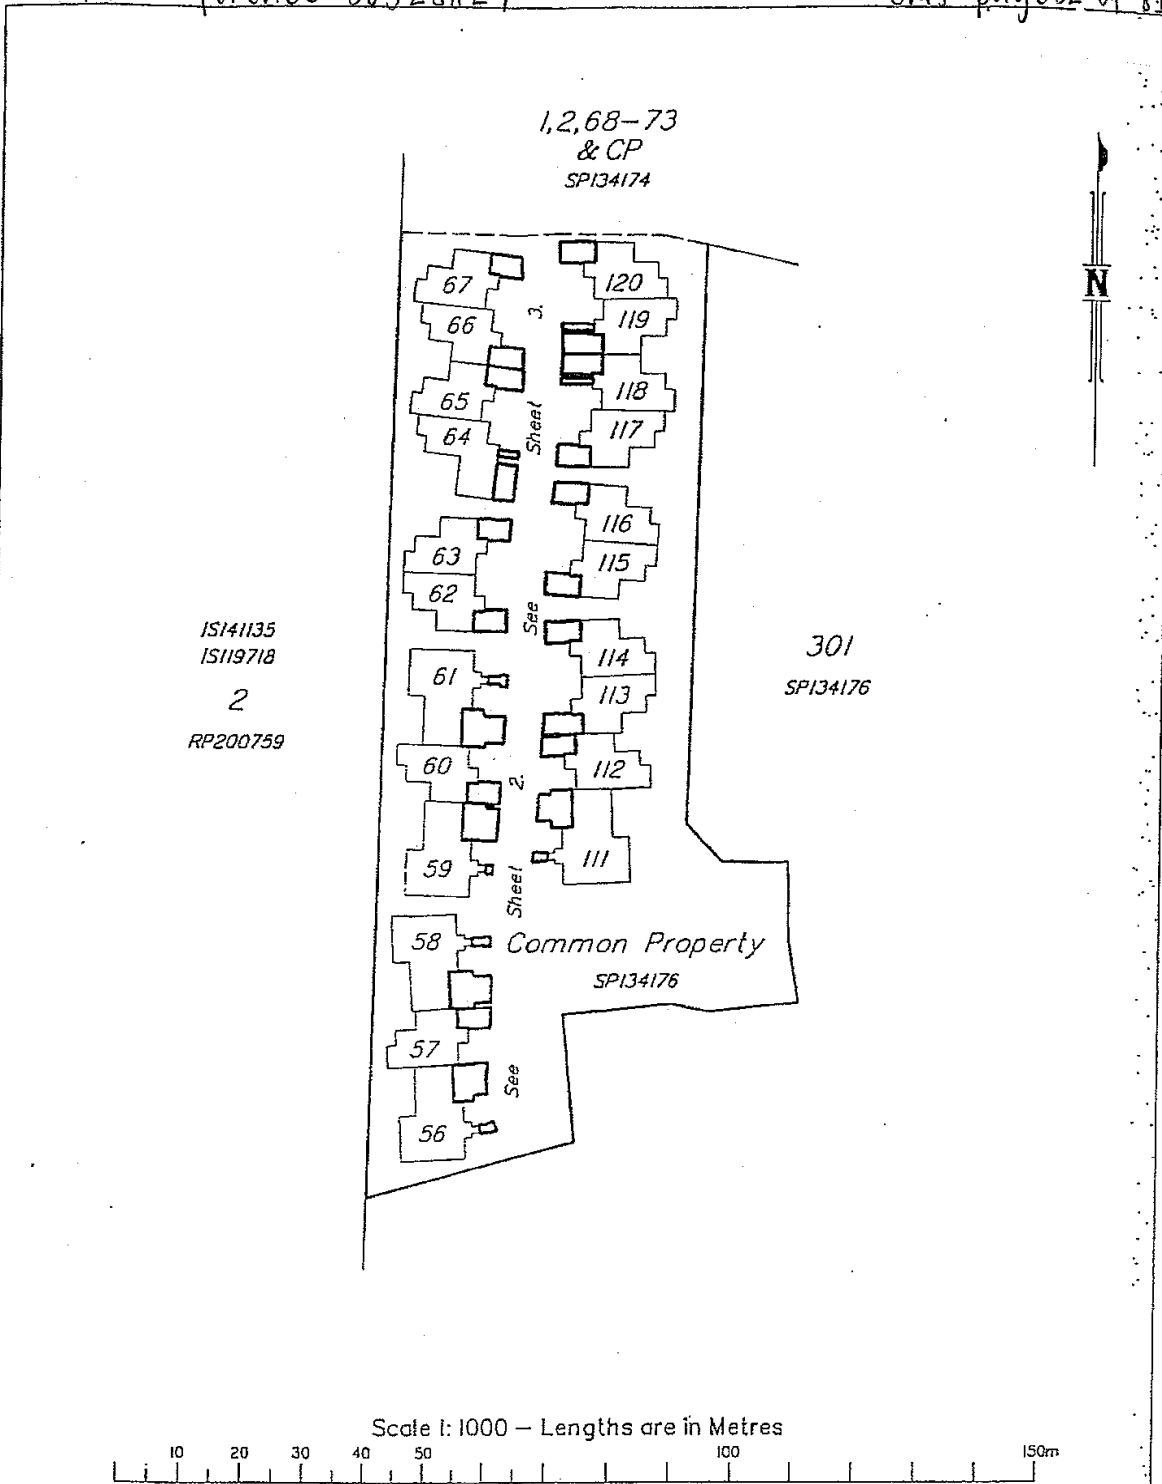 1,2,68-73
& CP
SP134174
N
67
120
3.
66
119
65
118
64
Sheet
117
116
63
115
62
See
IS141135
IS119718
2
RP200759
114
301
SP134176
61
113
60
2.
112
59
111
Sheet
58
Common Property
SP134176
57
See
56
Scale 1:1000 — Lengths are in Metres
10 20 30 40 50 100 150m